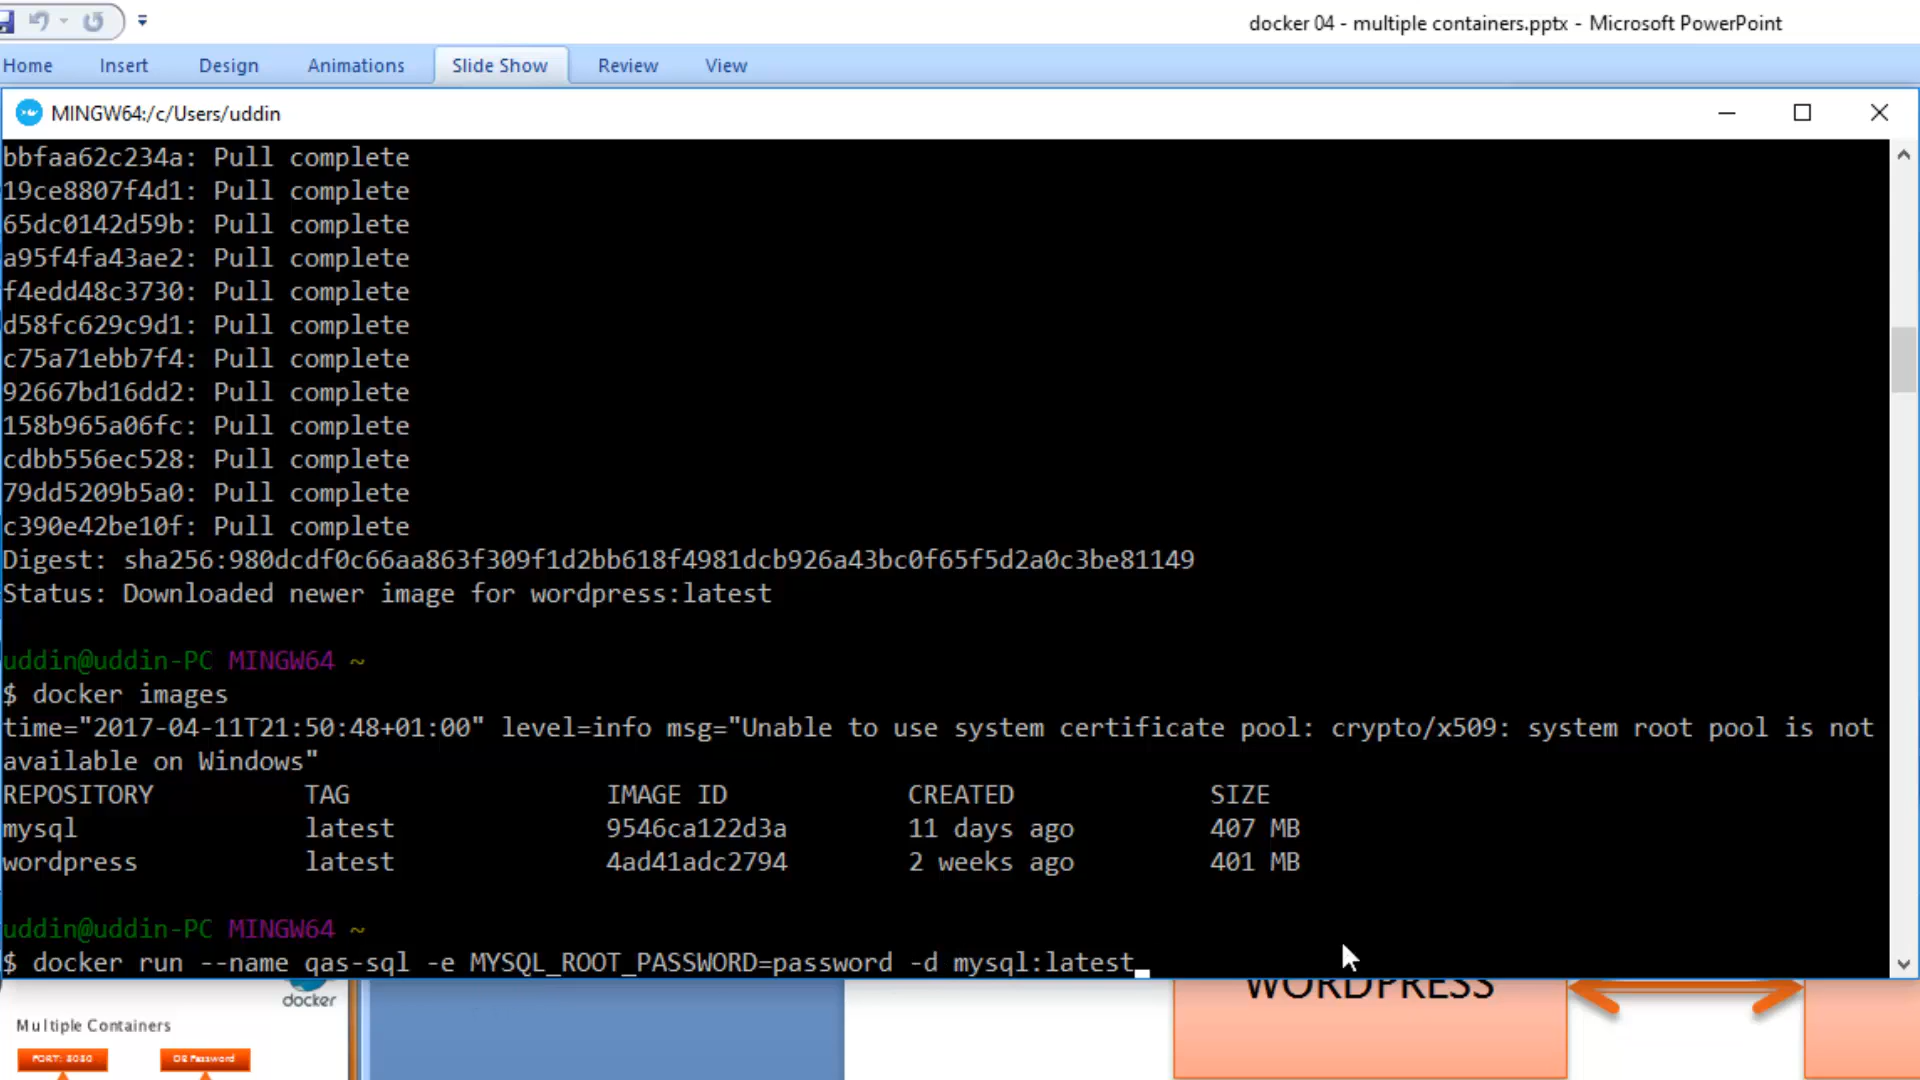 docker 04 - multiple containers.pptx - Microsoft PowerPoint
Home Insert Design Animations Slide Show Review View
MINGW64:/c/Users/uddin
bbfaa62c234a: Pull complete
19ce8807f4d1: Pull complete
65dc0142d59b: Pull complete
a95f4fa43ae2: Pull complete
f4edd48c3730: Pull complete
d58fc629c9d1: Pull complete
c75a71ebb7f4: Pull complete
92667bd16dd2: Pull complete
158b965a06fc: Pull complete
cdbb556ec528: Pull complete
79dd5209b5a0: Pull complete
c390e42be10f: Pull complete
Digest: sha256:980dcdf0c66aa863f309f1d2bb618f4981dcb926a43bc0f65f5d2a0c3be81149
Status: Downloaded newer image for wordpress:latest
uddin@uddin-PC MINGW64 ~
$ docker images
time="2017-04-11T21:50:48+01:00" level=info msg="Unable to use system certificate pool: crypto/x509: system root pool is not
available on Windows"
REPOSITORY TAG IMAGE ID CREATED SIZE
mysql latest 9546ca122d3a 11 days ago 407 MB
wordpress latest 4ad41adc2794 2 weeks ago 401 MB
uddin@uddin-PC MINGW64 ~
$ docker run --name qas-sql -e MYSQL_ROOT_PASSWORD=password -d mysql:latest
docker
WORDPRESS
Multiple Containers
PORT: 8080
DB Password